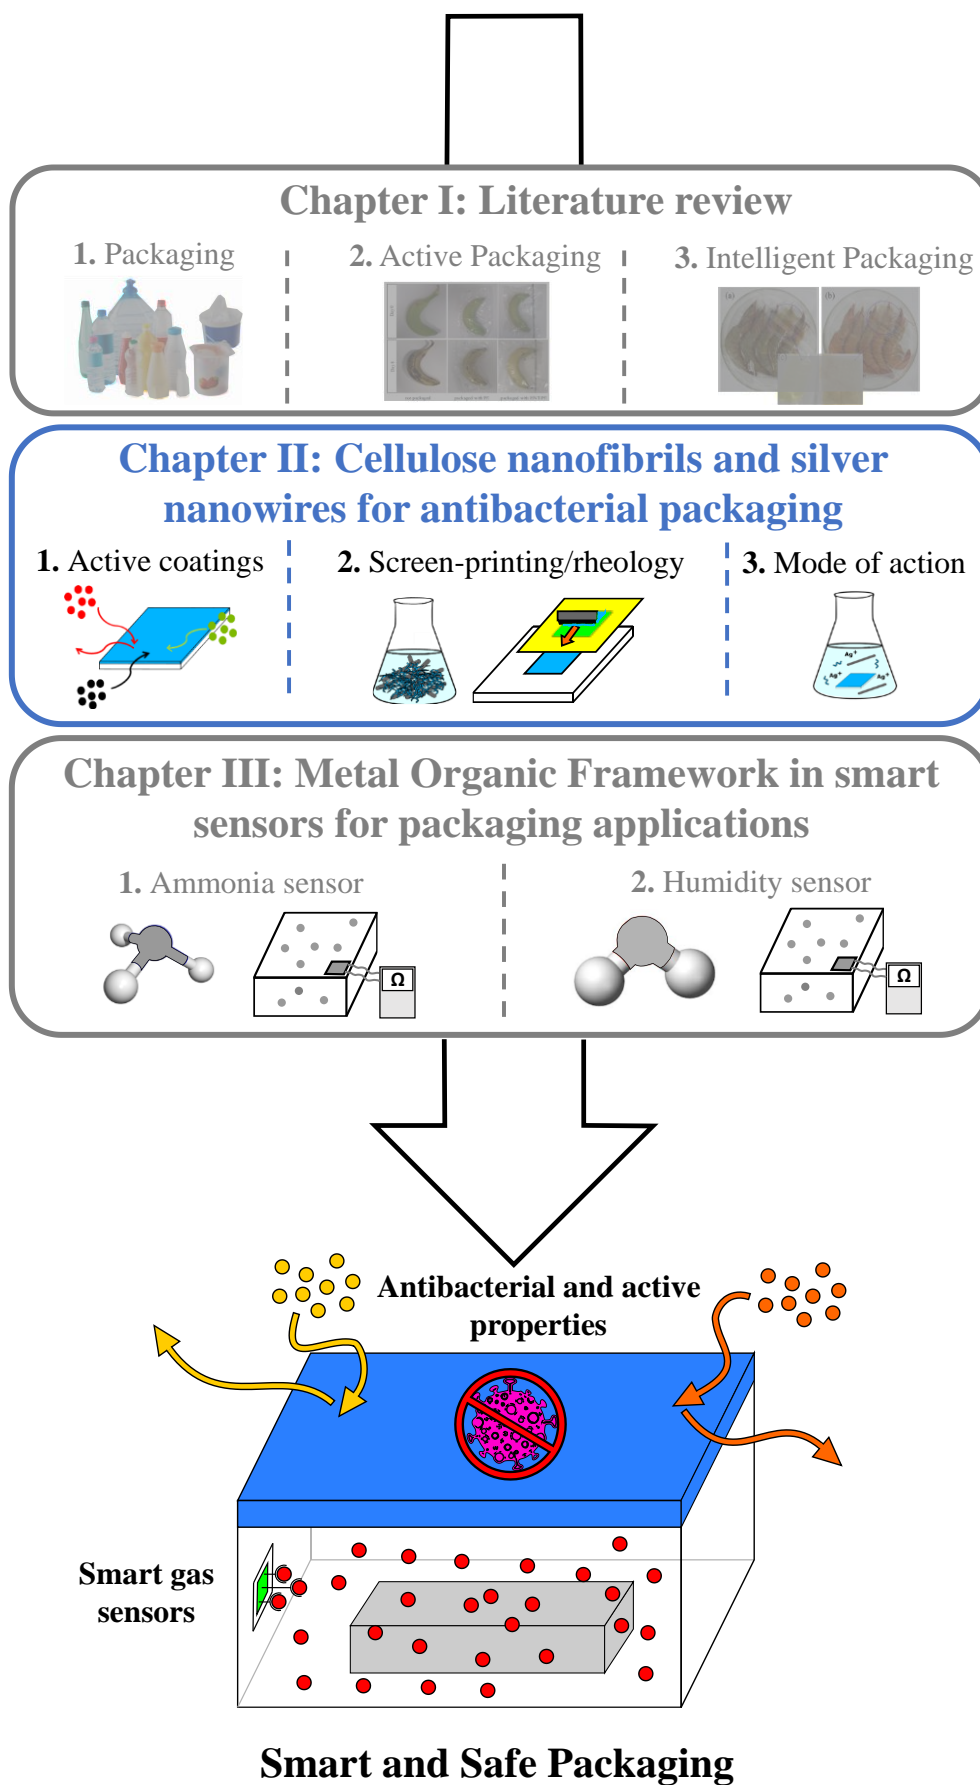 Chapter I: Literature review
1. Packaging
2. Active Packaging
3. Intelligent Packaging
(a)
(b)
Chapter II: Cellulose nanofibrils and silver
nanowires for antibacterial packaging
1. Active coatings
2. Screen-printing/rheology
3. Mode of action
Ag+
Ag+
Ag+
Chapter III: Metal Organic Framework in smart
sensors for packaging applications
1. Ammonia sensor
2. Humidity sensor
Ω
Ω
Antibacterial and active
properties
Smart gas
sensors
Smart and Safe Packaging